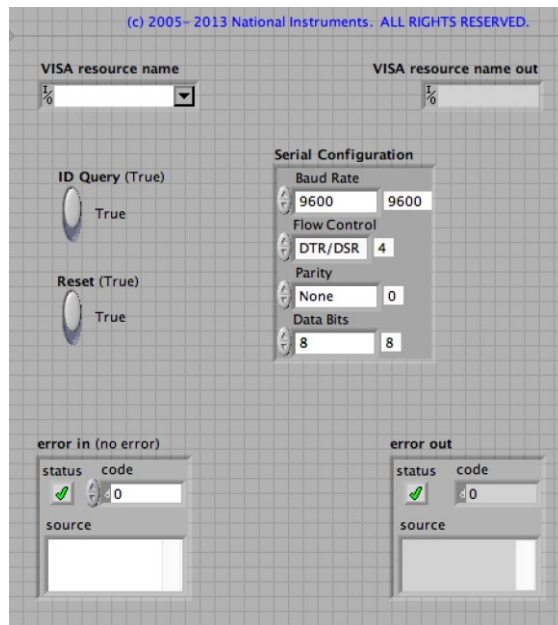 (c) 2005- 2013 National Instruments. ALL RIGHTS RESERVED.
VISA resource name
VISA resource name out
I/O
I/O
Serial Configuration
ID Query (True)
True
Baud Rate
9600 9600
Flow Control
DTR/DSR 4
Reset (True)
True
Parity
None 0
Data Bits
8 8
error in (no error)
status code
d 0
source
error out
status code
d 0
source